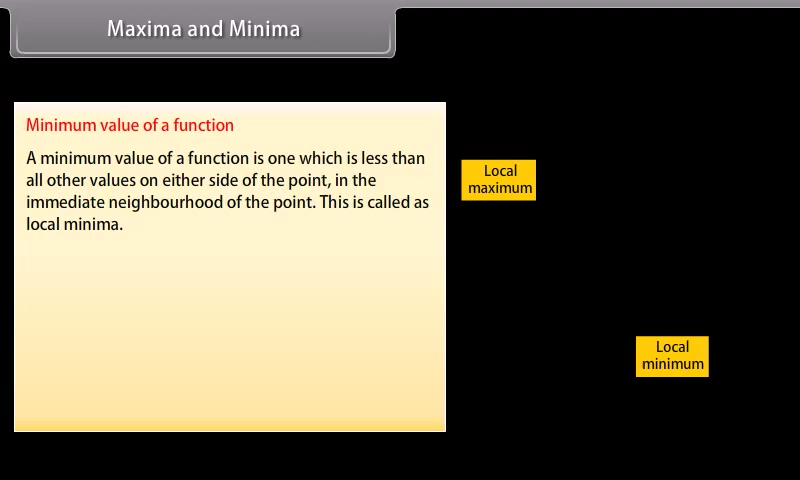 Maxima and Minima
Minimum value of a function
A minimum value of a function is one which is less than
all other values on either side of the point, in the
immediate neighbourhood of the point. This is called as
local minima.
Local
maximum
Local
minimum